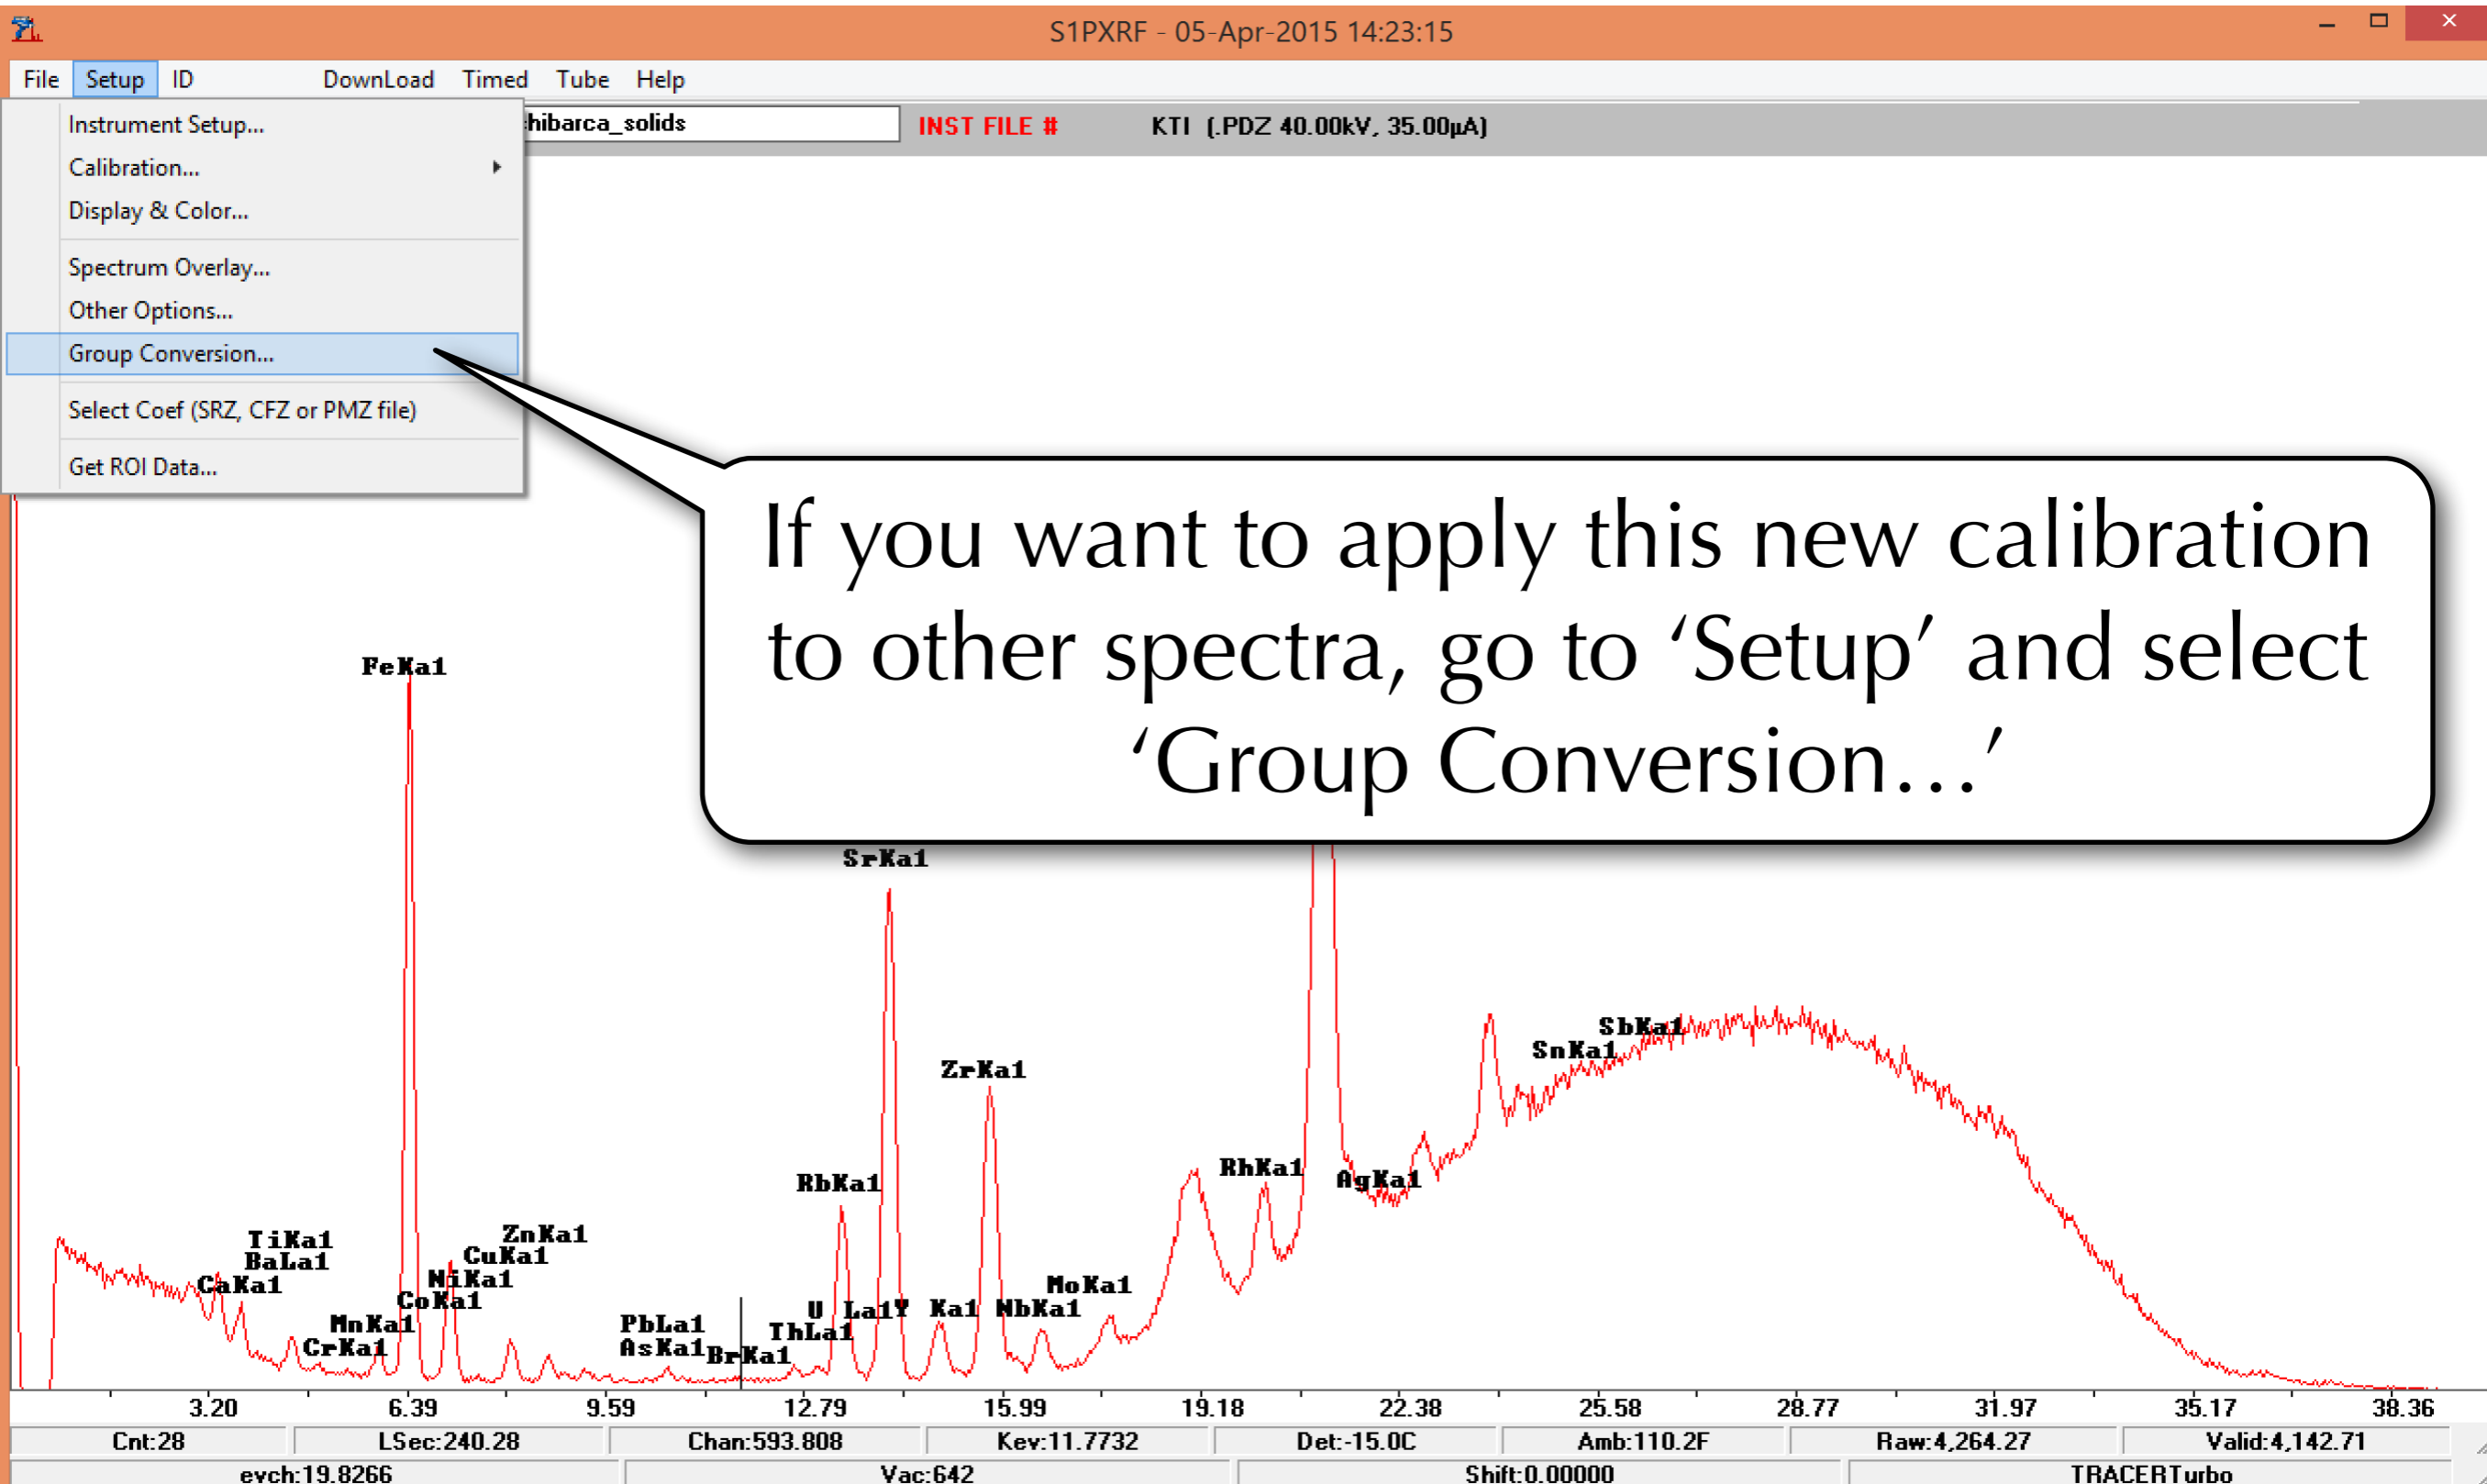 S1PXRF - 05-Apr-2015 14:23:15
File Setup ID DownLoad Timed Tube Help
Instrument Setup...
hibarca_solids INST FILE # KTI (.PDZ 40.00kV, 35.00µA)
Calibration...
Display & Color...
Spectrum Overlay...
Other Options...
Group Conversion...
Select Coef (SRZ, CFZ or PMZ file)
Get ROI Data...
If you want to apply this new calibration
to other spectra, go to ‘Setup’ and select
‘Group Conversion…’
FeKa1
SrKa1
SbKa1
SnKa1
ZrKa1
RhKa1
AgKa1
RbKa1
TiKa1
BaLa1
CaKa1
ZnKa1
CuKa1
NiKa1
CoKa1
MnKa1
CrKa1
PbLa1
AsKa1
BrKa1
U La1
ThLa1
Y Ka1
NbKa1
MoKa1
3.20 6.39 9.59 12.79 15.99 19.18 22.38 25.58 28.77 31.97 35.17 38.36
Cnt:28 LSec:240.28 Chan:593.808 Kev:11.7732 Det:-15.0C Amb:110.2F Raw:4,264.27 Valid:4,142.71
evch:19.8266 Vac:642 Shift:0.00000 TRACERTurbo